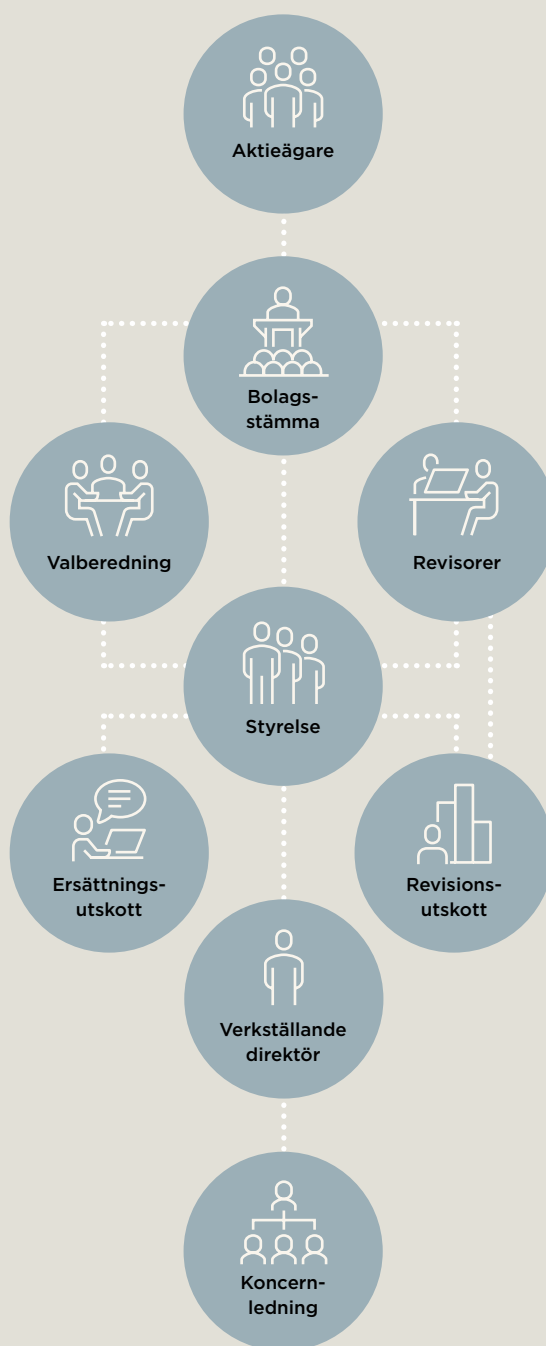 Aktieägare
Bolags-
stämma
Valberedning
Revisorer
Styrelse
Ersättnings-
utskott
Revisions-
utskott
Verkställande
direktör
Koncern-
ledning